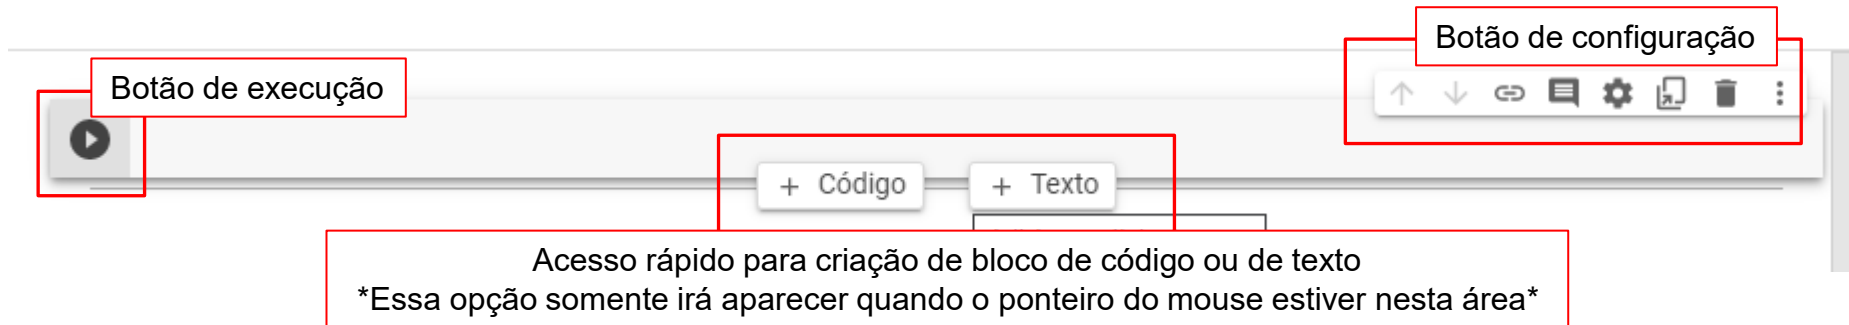 Botão de configuração
Botão de execução
+ Código
+ Texto
Acesso rápido para criação de bloco de código ou de texto
*Essa opção somente irá aparecer quando o ponteiro do mouse estiver nesta área*